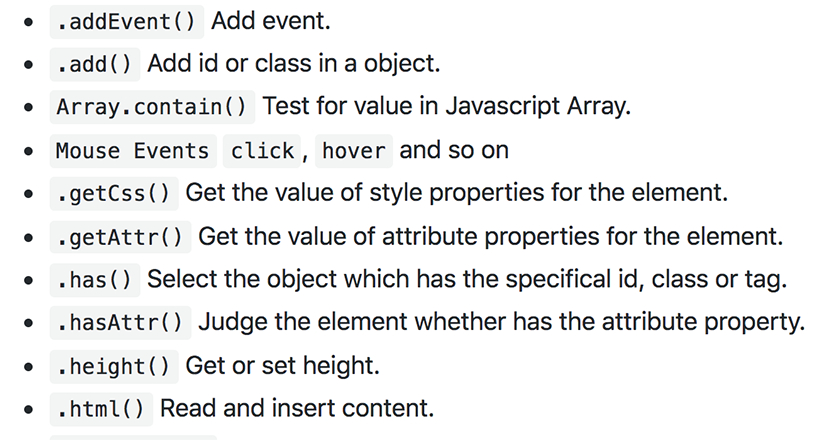 • .addEvent() Add event.
• .add() Add id or class in a object.
• Array.contain() Test for value in Javascript Array.
• Mouse Events click, hover and so on
• .getCss() Get the value of style properties for the element.
• .getAttr() Get the value of attribute properties for the element.
• .has() Select the object which has the specifical id, class or tag.
• .hasAttr() Judge the element whether has the attribute property.
• .height() Get or set height.
• .html() Read and insert content.